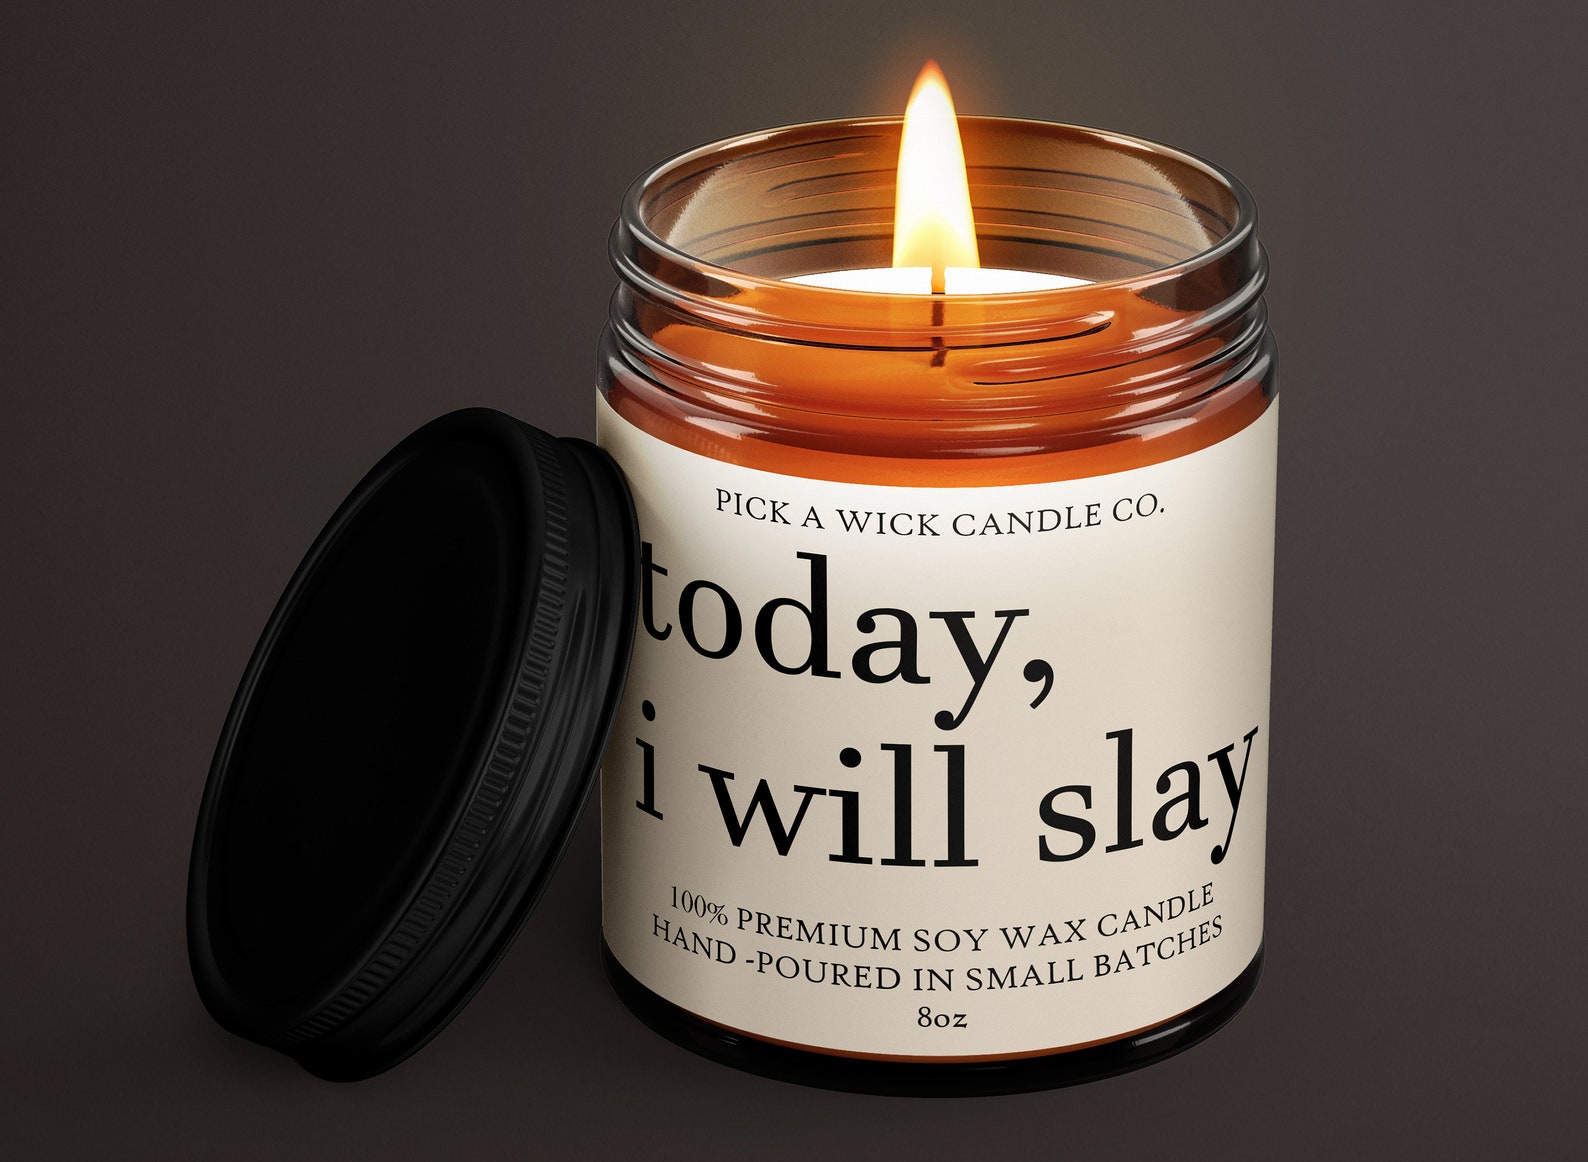 PICK A WICK CANDLE CO.
today,
i will slay
100% PREMIUM SOY WAX CANDLE
HAND -POURED IN SMALL BATCHES
8oz